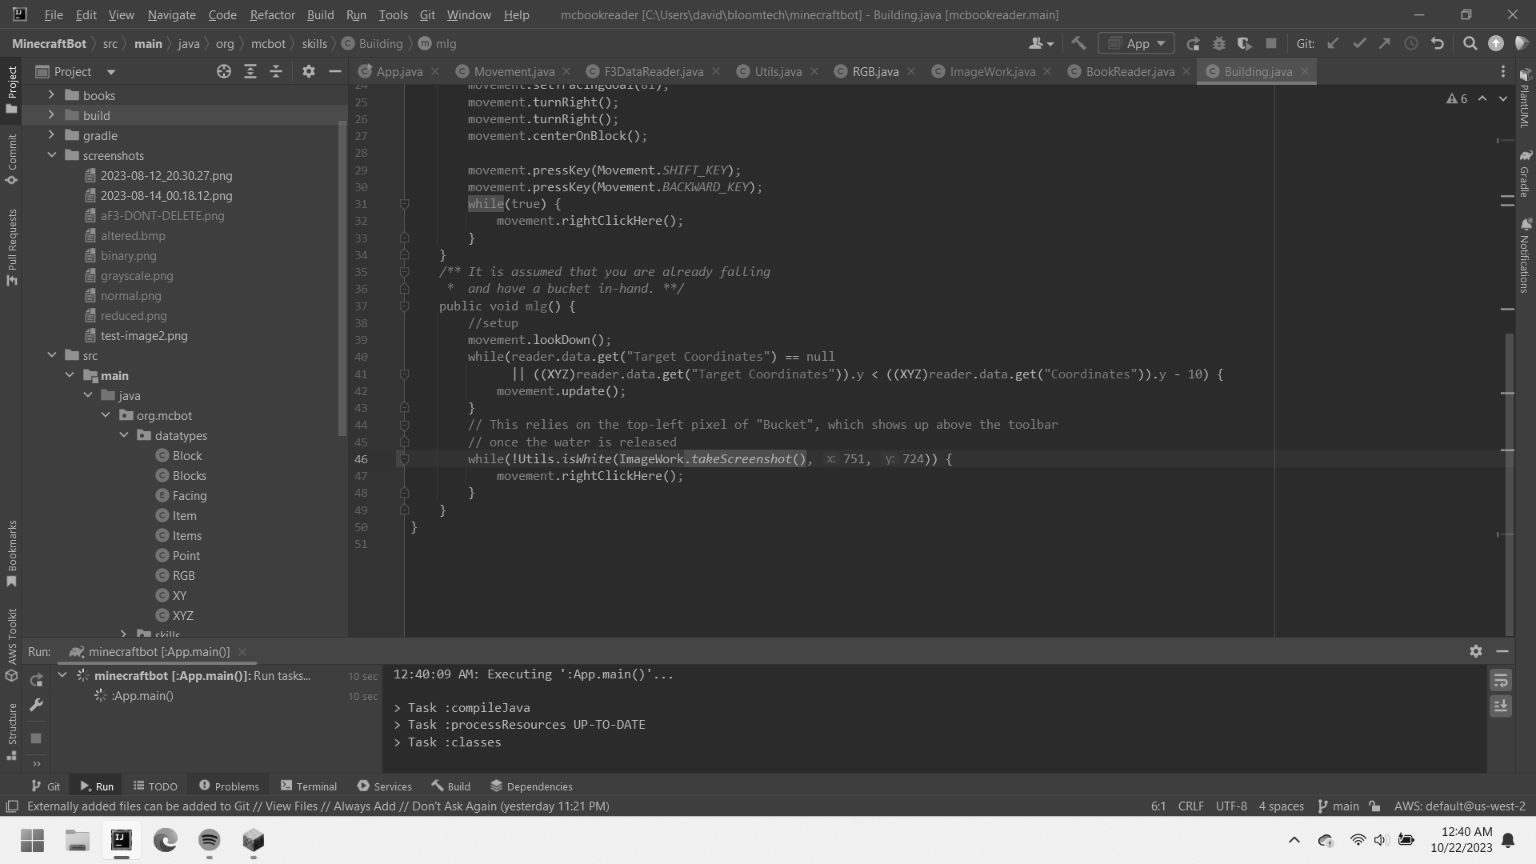 File Edit View Navigate Code Refactor Build Run Tools Git Window Help mcbookreader [C:\Users\david\bloomtech\minecraftbot] - Building.java [mcbookreader.main]
MinecraftBot src main java org mcbot skills Building mlg App Git:
Project App.java Movement.java F3DataReader.java Utils.java RGB.java ImageWork.java BookReader.java Building.java
Project
Commit
Pull Requests
Bookmarks
AWS Toolkit
Structure
books
build
gradle
screenshots
2023-08-12_20.30.27.png
2023-08-14_00.18.12.png
aF3-DONT-DELETE.png
altered.bmp
binary.png
grayscale.png
normal.png
reduced.png
test-image2.png
src
main
java
org.mcbot
datatypes
Block
Blocks
Facing
Item
Items
Point
RGB
XY
XYZ
skills
6
24 movement.setFacingGoal(81);
25 movement.turnRight();
26 movement.turnRight();
27 movement.centerOnBlock();
28
29 movement.pressKey(Movement.SHIFT_KEY);
30 movement.pressKey(Movement.BACKWARD_KEY);
31 while(true) {
32 movement.rightClickHere();
33 }
34 }
35 /** It is assumed that you are already falling
36 * and have a bucket in-hand. **/
37 public void mlg() {
38 //setup
39 movement.lookDown();
40 while(reader.data.get("Target Coordinates") == null
41 || ((XYZ)reader.data.get("Target Coordinates")).y < ((XYZ)reader.data.get("Coordinates")).y - 10) {
42 movement.update();
43 }
44 // This relies on the top-left pixel of "Bucket", which shows up above the toolbar
45 // once the water is released
46 while(!Utils.isWhite(ImageWork.takeScreenshot(), x: 751, y: 724)) {
47 movement.rightClickHere();
48 }
49 }
50 }
51
PlantUML
Gradle
Notifications
Run: minecraftbot [:App.main()]
minecraftbot [:App.main()]: Run tasks... 10 sec
:App.main() 10 sec
12:40:09 AM: Executing ':App.main()'...
> Task :compileJava
> Task :processResources UP-TO-DATE
> Task :classes
Git Run TODO Problems Terminal Services Build Dependencies
Externally added files can be added to Git // View Files // Always Add // Don't Ask Again (yesterday 11:21 PM) 6:1 CRLF UTF-8 4 spaces main AWS: default@us-west-2
12:40 AM
10/22/2023